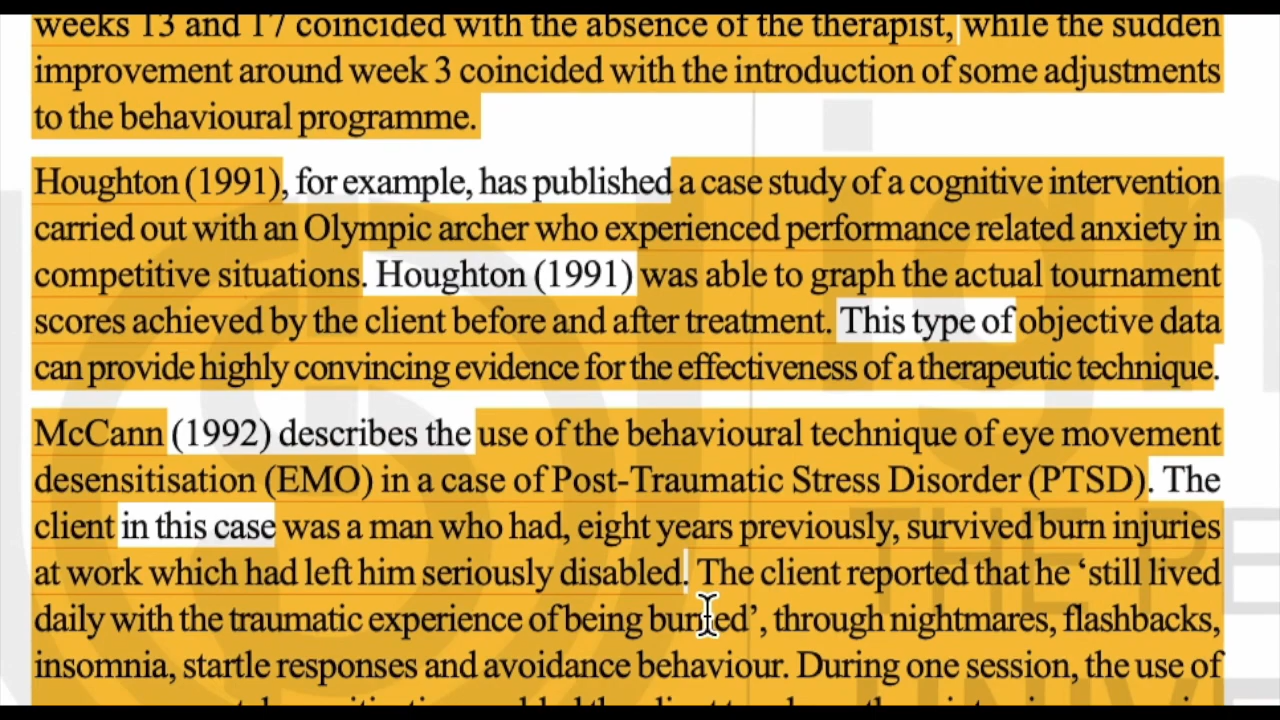 weeks 13 and 17 coincided with the absence of the therapist, while the sudden
improvement around week 3 coincided with the introduction of some adjustments
to the behavioural programme.
Houghton (1991), for example, has published a case study of a cognitive intervention
carried out with an Olympic archer who experienced performance related anxiety in
competitive situations. Houghton (1991) was able to graph the actual tournament
scores achieved by the client before and after treatment. This type of objective data
can provide highly convincing evidence for the effectiveness of a therapeutic technique.
McCann (1992) describes the use of the behavioural technique of eye movement
desensitisation (EMO) in a case of Post-Traumatic Stress Disorder (PTSD). The
client in this case was a man who had, eight years previously, survived burn injuries
at work which had left him seriously disabled. The client reported that he ‘still lived
daily with the traumatic experience of being burned’, through nightmares, flashbacks,
insomnia, startle responses and avoidance behaviour. During one session, the use of
THE PE